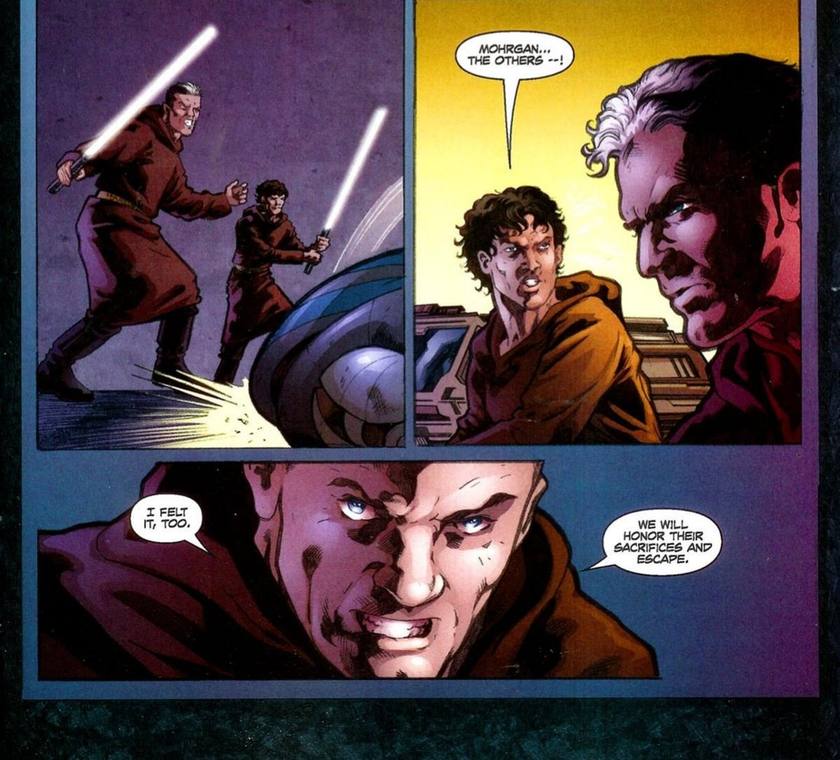 MOHRGAN...
THE OTHERS --!
I FELT
IT, TOO.
WE WILL
HONOR THEIR
SACRIFICES AND
ESCAPE.